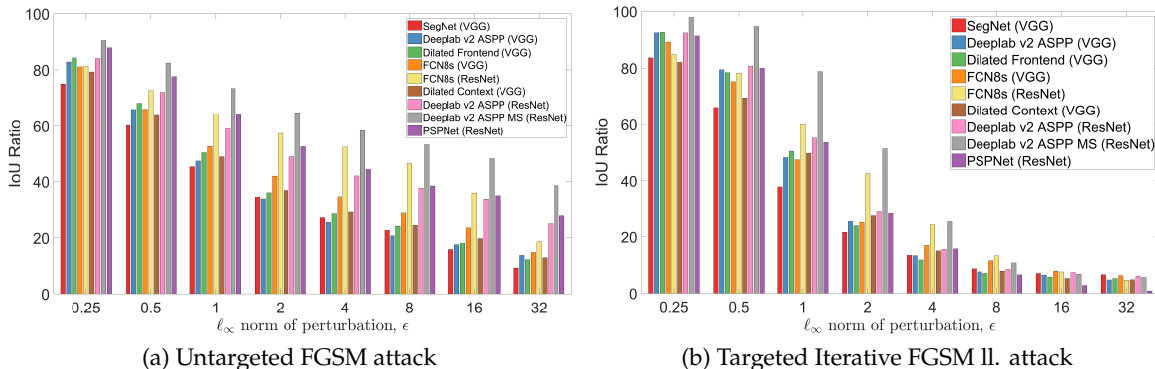 IoU Ratio
100
80
60
40
20
0
SegNet (VGG)
Deeplab v2 ASPP (VGG)
Dilated Frontend (VGG)
FCN8s (VGG)
FCN8s (ResNet)
Dilated Context (VGG)
Deeplab v2 ASPP (ResNet)
Deeplab v2 ASPP MS (ResNet)
PSPNet (ResNet)
0.25 0.5 1 2 4 8 16 32
ℓ∞ norm of perturbation, ϵ
(a) Untargeted FGSM attack
IoU Ratio
100
80
60
40
20
0
SegNet (VGG)
Deeplab v2 ASPP (VGG)
Dilated Frontend (VGG)
FCN8s (VGG)
FCN8s (ResNet)
Dilated Context (VGG)
Deeplab v2 ASPP (ResNet)
Deeplab v2 ASPP MS (ResNet)
PSPNet (ResNet)
0.25 0.5 1 2 4 8 16 32
ℓ∞ norm of perturbation, ϵ
(b) Targeted Iterative FGSM ll. attack